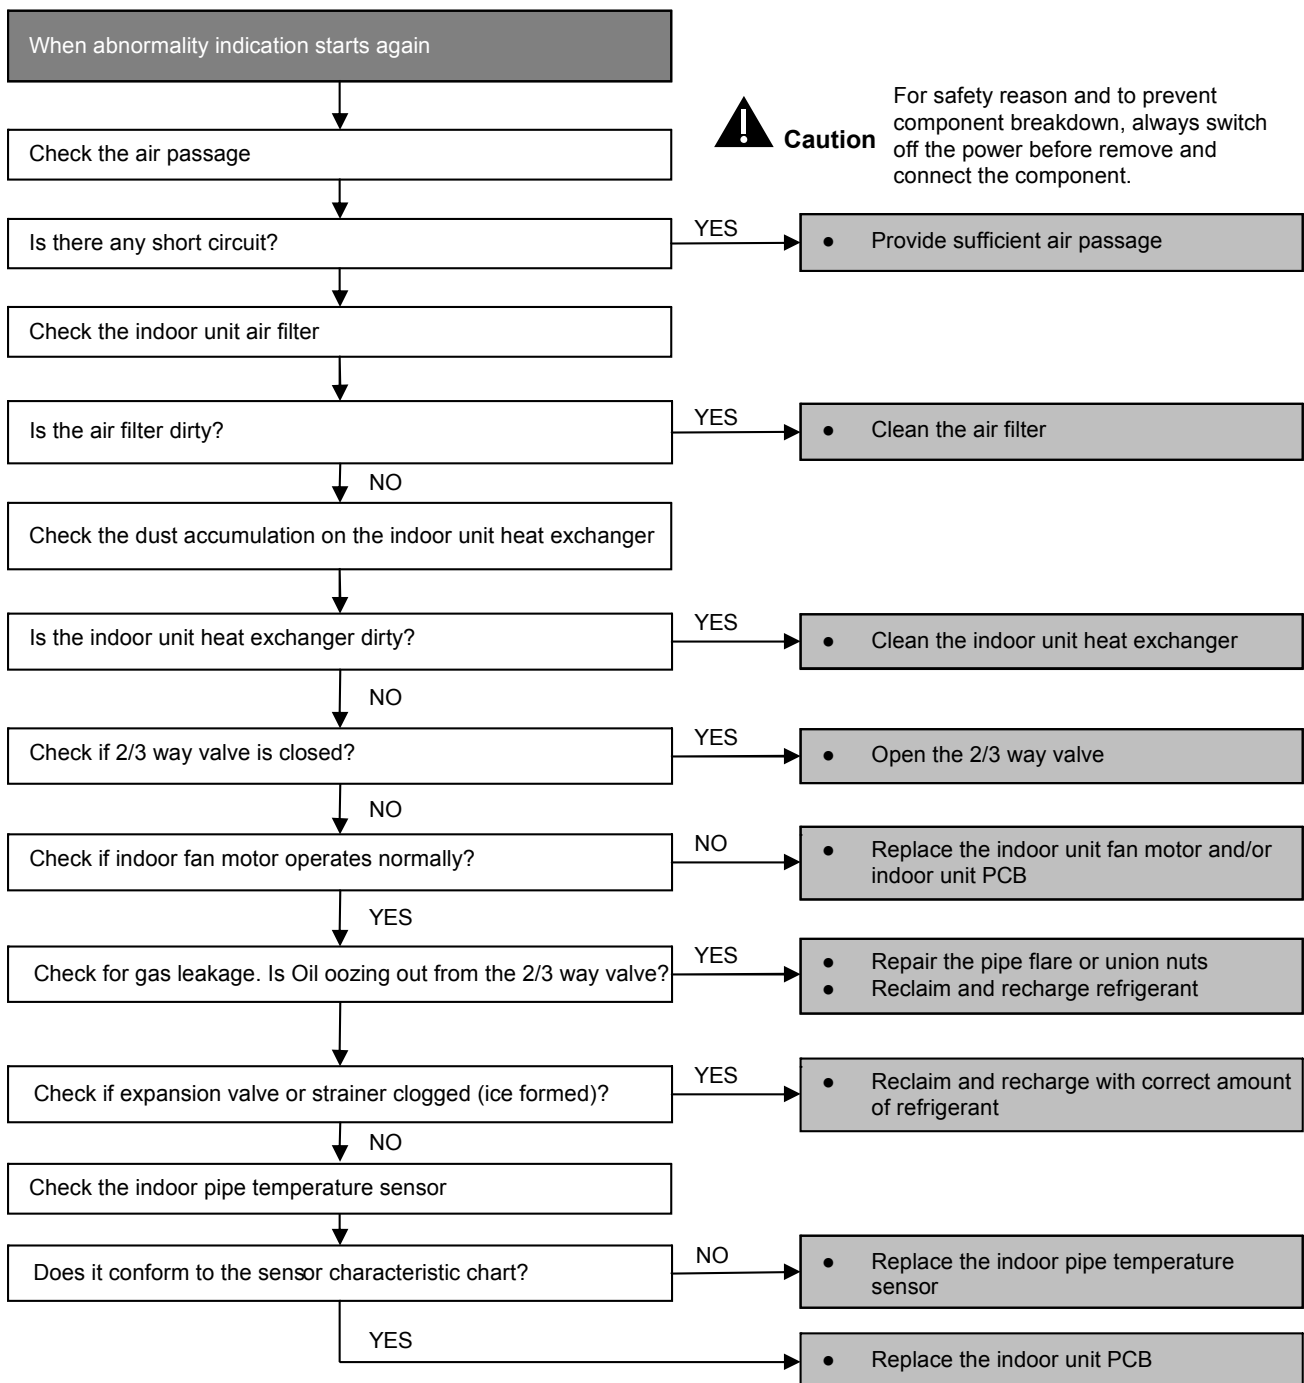 When abnormality indication starts again
Caution
For safety reason and to prevent
component breakdown, always switch
off the power before remove and
connect the component.
Check the air passage
Is there any short circuit?
YES
● Provide sufficient air passage
Check the indoor unit air filter
Is the air filter dirty?
YES
● Clean the air filter
NO
Check the dust accumulation on the indoor unit heat exchanger
Is the indoor unit heat exchanger dirty?
YES
● Clean the indoor unit heat exchanger
NO
Check if 2/3 way valve is closed?
YES
● Open the 2/3 way valve
NO
Check if indoor fan motor operates normally?
NO
● Replace the indoor unit fan motor and/or
indoor unit PCB
YES
Check for gas leakage. Is Oil oozing out from the 2/3 way valve?
YES
● Repair the pipe flare or union nuts
● Reclaim and recharge refrigerant
Check if expansion valve or strainer clogged (ice formed)?
YES
● Reclaim and recharge with correct amount
of refrigerant
NO
Check the indoor pipe temperature sensor
Does it conform to the sensor characteristic chart?
NO
● Replace the indoor pipe temperature
sensor
YES
● Replace the indoor unit PCB